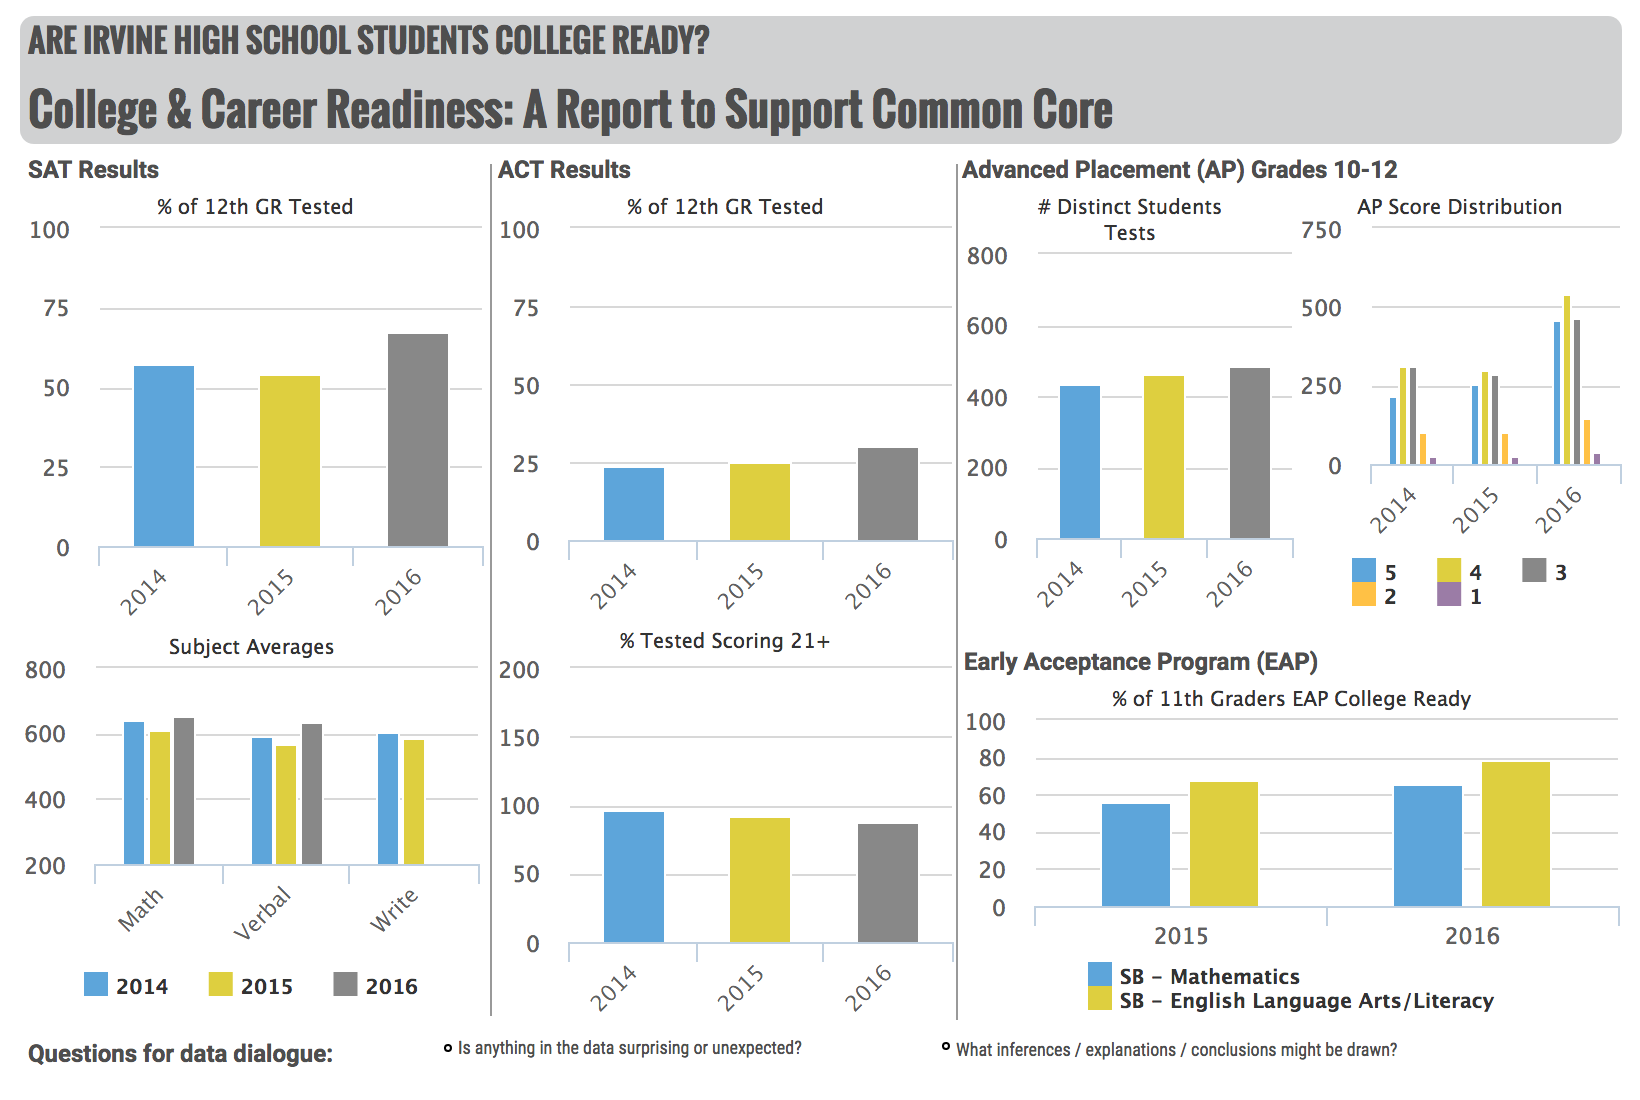 ARE IRVINE HIGH SCHOOL STUDENTS COLLEGE READY?
College & Career Readiness: A Report to Support Common Core
SAT Results
% of 12th GR Tested
100
75
50
25
0
2014
2015
2016
Subject Averages
800
600
400
200
Math
Verbal
Write
2014
2015
2016
ACT Results
% of 12th GR Tested
100
75
50
25
0
2014
2015
2016
% Tested Scoring 21+
200
150
100
50
0
2014
2015
2016
Advanced Placement (AP) Grades 10-12
# Distinct Students
Tests
800
600
400
200
0
2014
2015
2016
AP Score Distribution
750
500
250
0
2014
2015
2016
5
4
3
2
1
Early Acceptance Program (EAP)
% of 11th Graders EAP College Ready
100
80
60
40
20
0
2015
2016
SB – Mathematics
SB – English Language Arts/Literacy
Questions for data dialogue:
Is anything in the data surprising or unexpected?
What inferences / explanations / conclusions might be drawn?